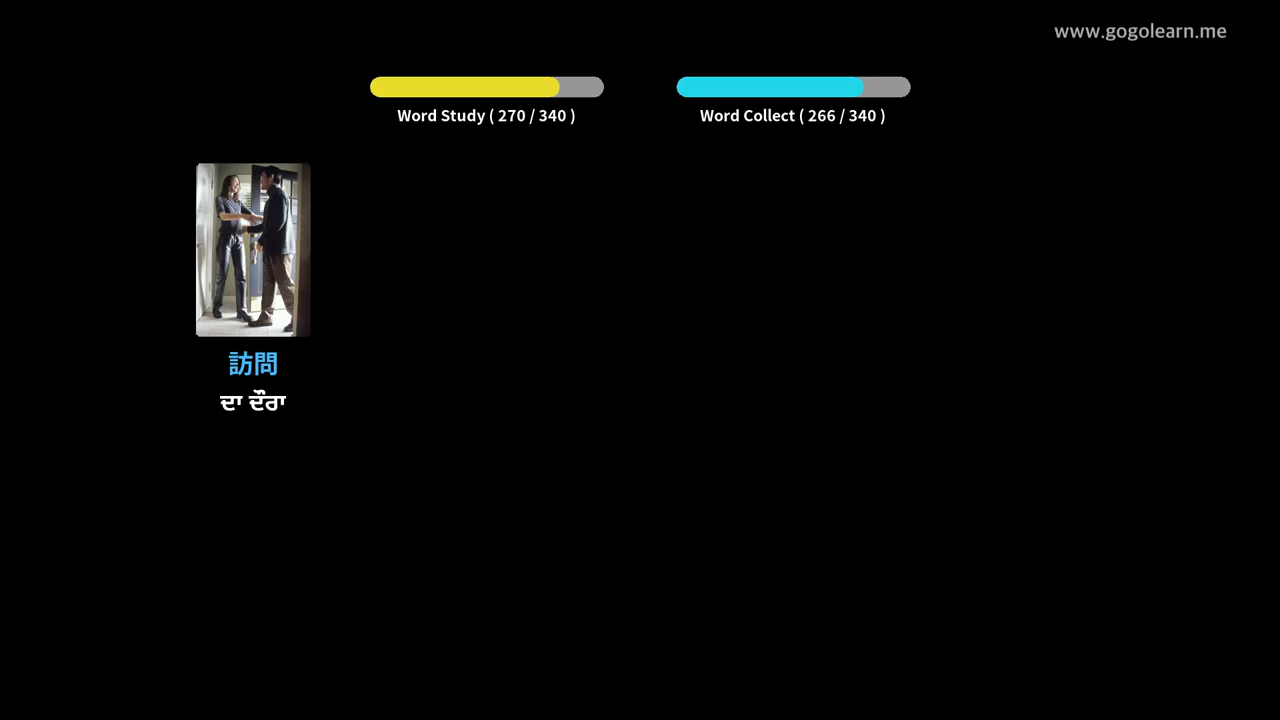 www.gogolearn.me
Word Study ( 270 / 340 )
Word Collect ( 266 / 340 )
訪問
ਦਾ ਦੌਰਾ